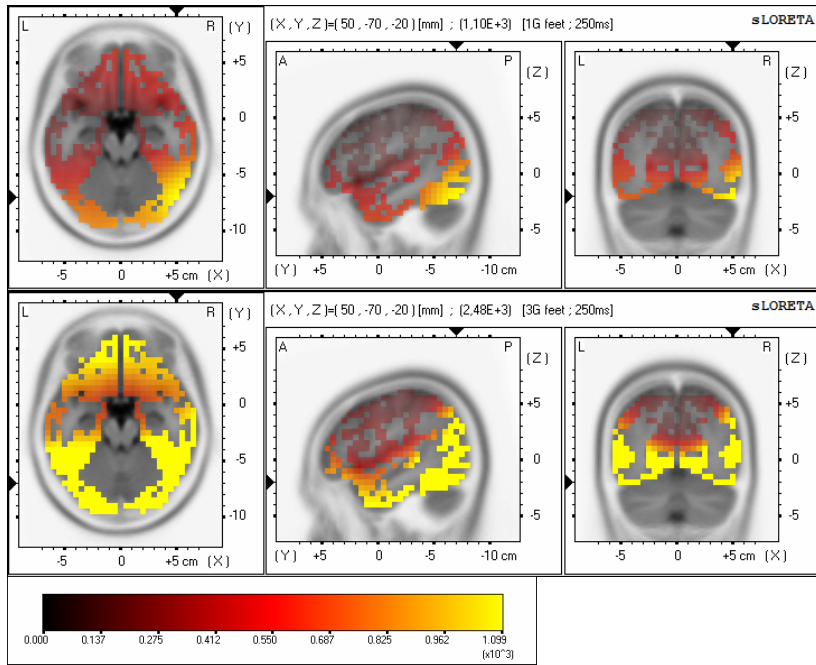 L R (Y) (X,Y,Z)=(50,-70,-20)[mm] ; (1,10E+3) [1G feet ; 250ms] sLORETA
A P (Z) L R (Z)
+5
0
-5
-10
+5
0
-5
+5
0
-5
-5 0 +5 cm (X)
(Y) +5 0 -5 -10 cm
-5 0 +5 cm (X)
L R (Y) (X,Y,Z)=(50,-70,-20)[mm] ; (2,48E+3) [3G feet ; 250ms] sLORETA
A P (Z) L R (Z)
+5
0
-5
-10
+5
0
-5
+5
0
-5
-5 0 +5 cm (X)
(Y) +5 0 -5 -10 cm
-5 0 +5 cm (X)
0.000 0.137 0.275 0.412 0.550 0.687 0.825 0.962 1.099
(x10^3)